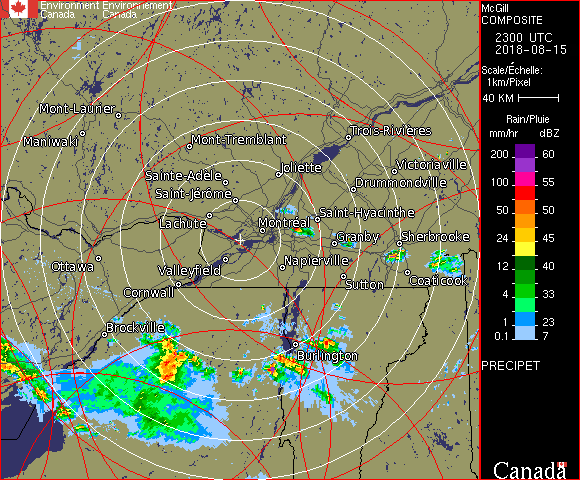 Environment Environnement
Canada Canada
McGill
COMPOSITE
2300 UTC
2018-08-15
Scale/Échelle:
1km/Pixel
40 KM
Rain/Pluie
mm/hr dBZ
200 60
100 55
50 50
24 45
12 40
4 33
1 23
0.1 7
PRECIPET
Canada
Mont-Laurier
Maniwaki
Mont-Tremblant
Trois-Rivières
Joliette
Victoriaville
Sainte-Adèle
Drummondville
Saint-Jérôme
Lachute
Saint-Hyacinthe
Montréal
Granby
Sherbrooke
Ottawa
Valleyfield
Napierville
Sutton
Coaticook
Cornwall
Brockville
Burlington